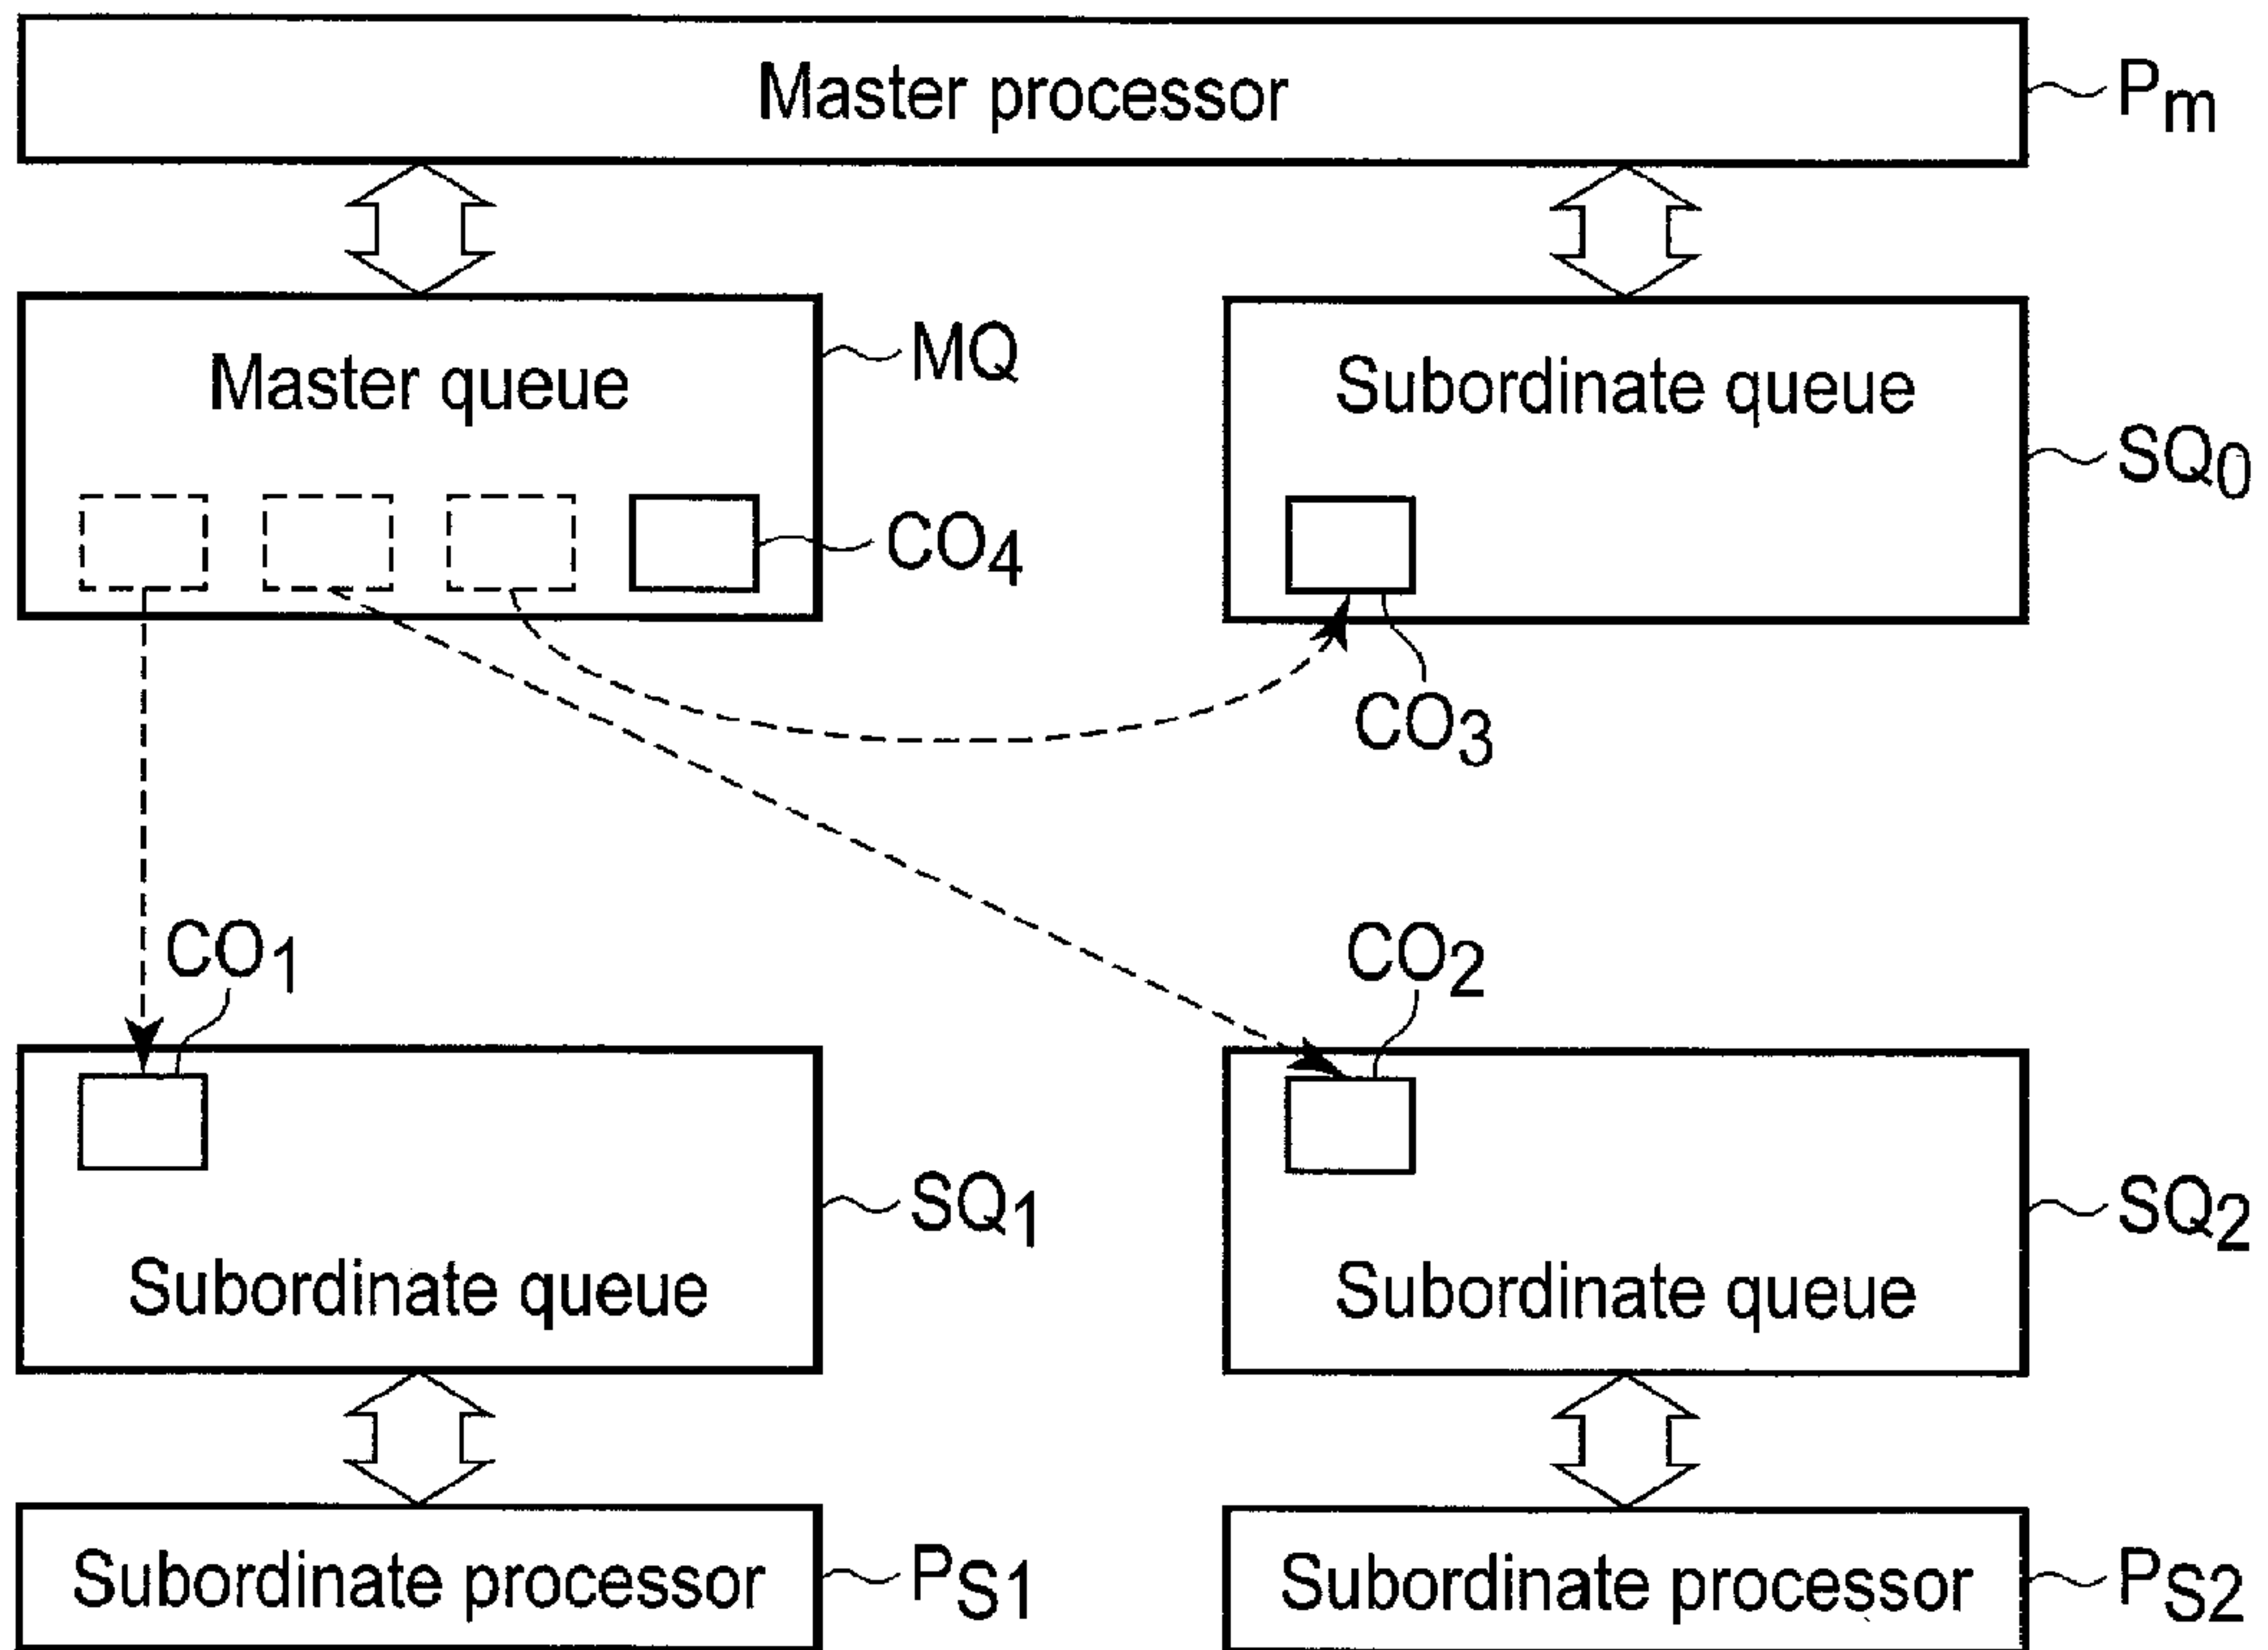 Master processor
Pm
Master queue
MQ
Subordinate queue
SQ0
CO4
CO3
CO1
CO2
SQ1
Subordinate queue
SQ2
Subordinate queue
Subordinate processor
PS1
Subordinate processor
PS2